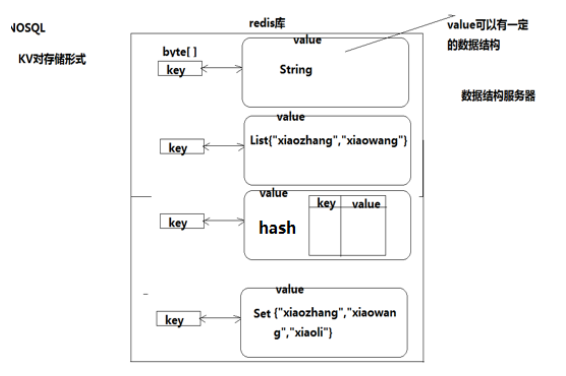 NOSQL
redis库
value可以有一定
的数据结构
KV对存储形式
value
byte[ ]
key
String
数据结构服务器
value
key
List{"xiaozhang","xiaowang"}
value
key
hash
key value
value
key
Set {"xiaozhang","xiaowan
g","xiaoli"}